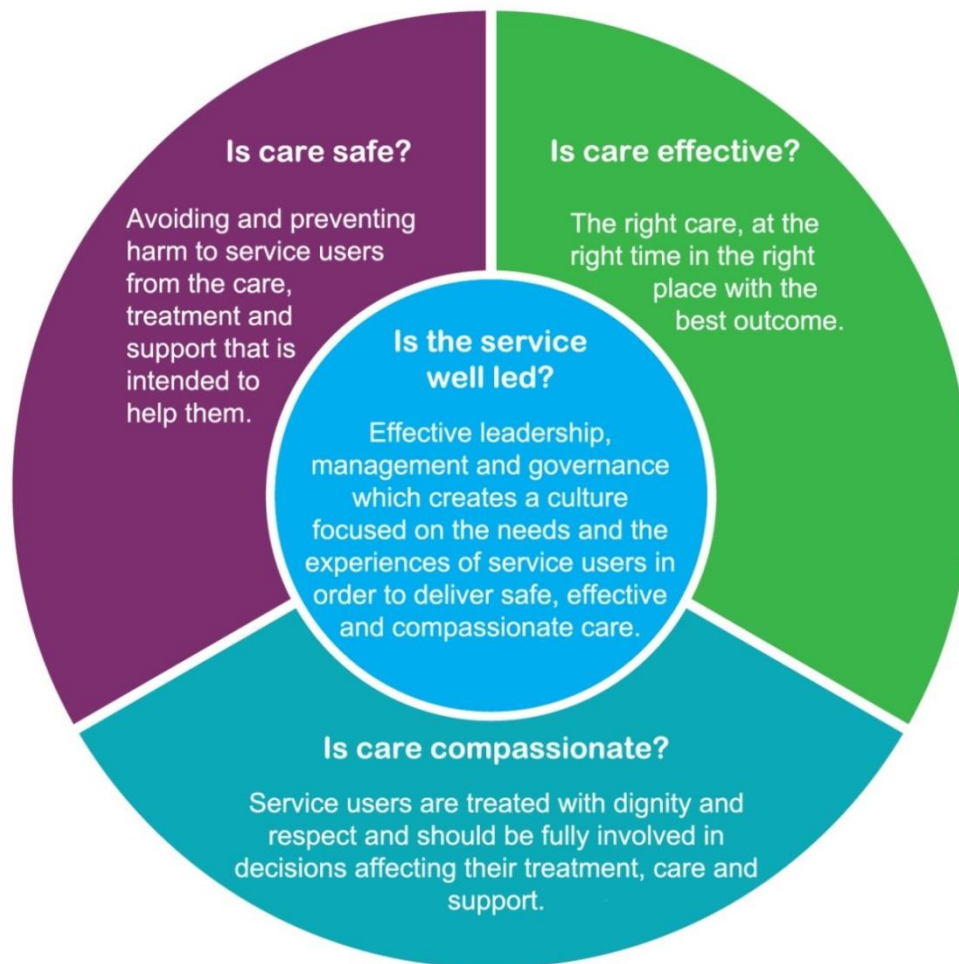 Is care safe?
Avoiding and preventing
harm to service users
from the care,
treatment and
support that is
intended to
help them.
Is care effective?
The right care, at the
right time in the right
place with the
best outcome.
Is the service
well led?
Effective leadership,
management and governance
which creates a culture
focused on the needs and the
experiences of service users in
order to deliver safe, effective
and compassionate care.
Is care compassionate?
Service users are treated with dignity and
respect and should be fully involved in
decisions affecting their treatment, care and
support.